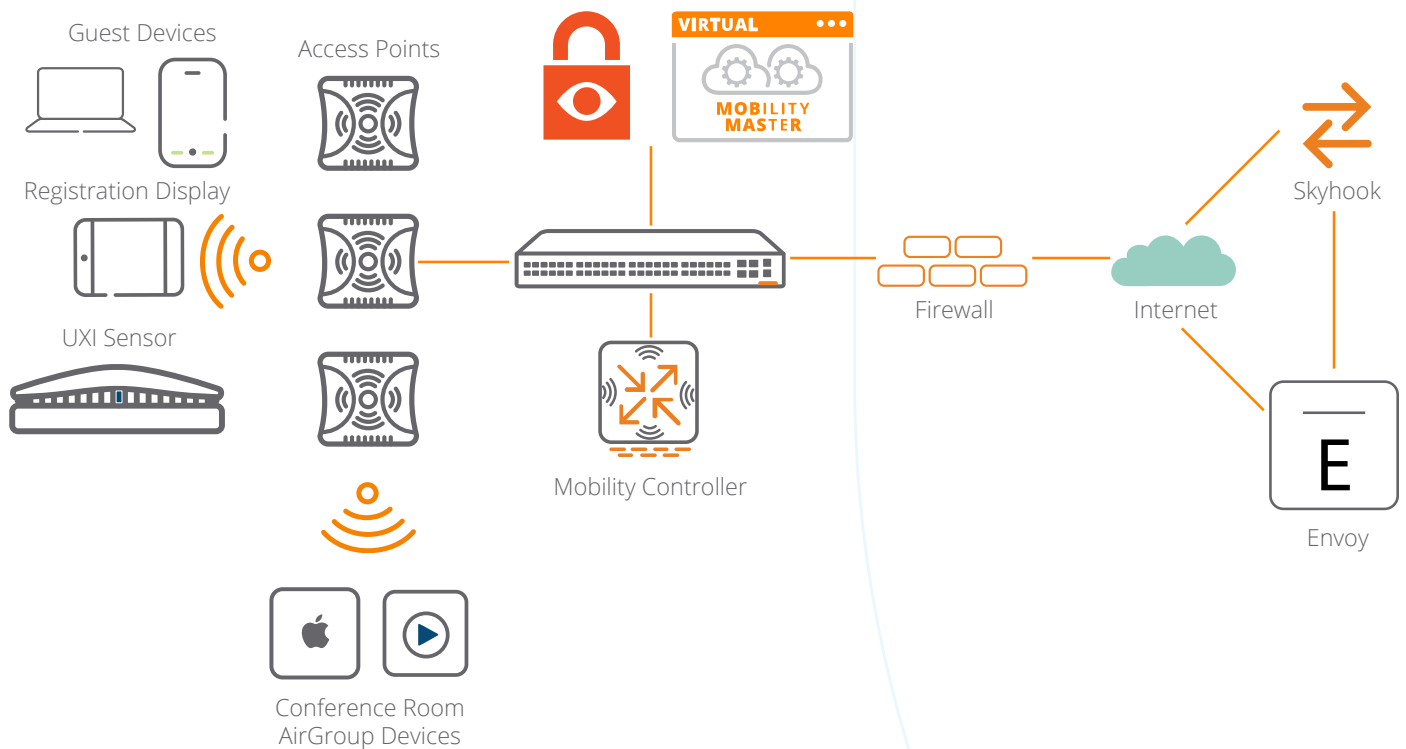 Guest Devices
Access Points
VIRTUAL
MOBILITY
MASTER
Registration Display
Skyhook
UXI Sensor
Firewall
Internet
Mobility Controller
E
Envoy
Conference Room
AirGroup Devices